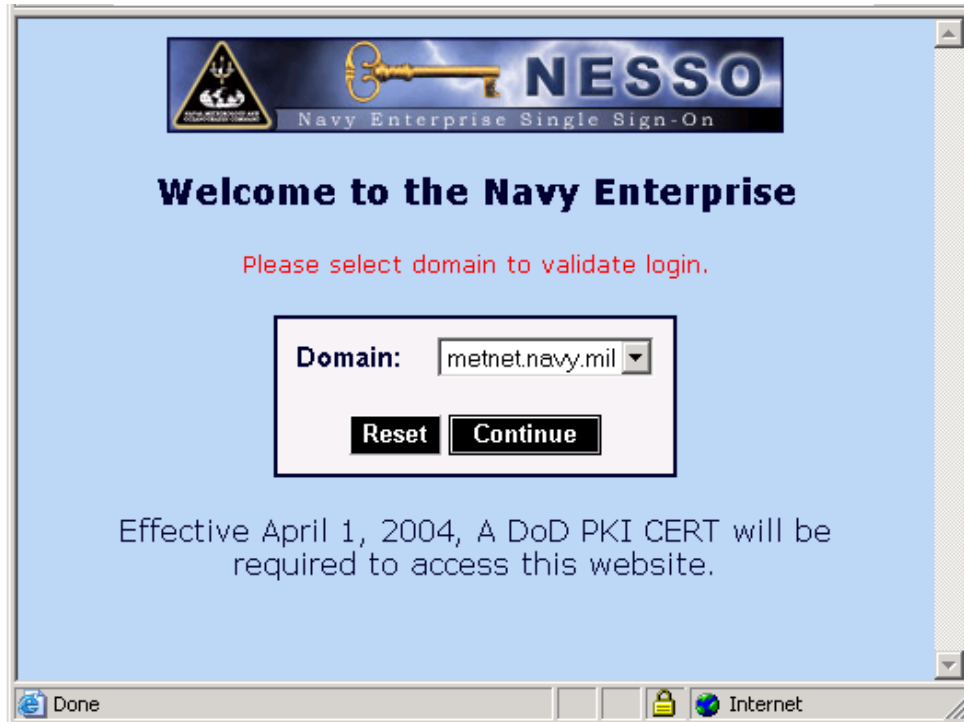 NESSO
Navy Enterprise Single Sign-On
Welcome to the Navy Enterprise
Please select domain to validate login.
Domain: metnet.navy.mil
Reset Continue
Effective April 1, 2004, A DoD PKI CERT will be
required to access this website.
Done Internet